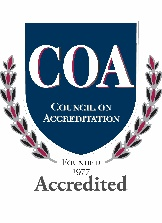 COA
COUNCIL ON
ACCREDITATION
FOUNDED
1977
Accredited